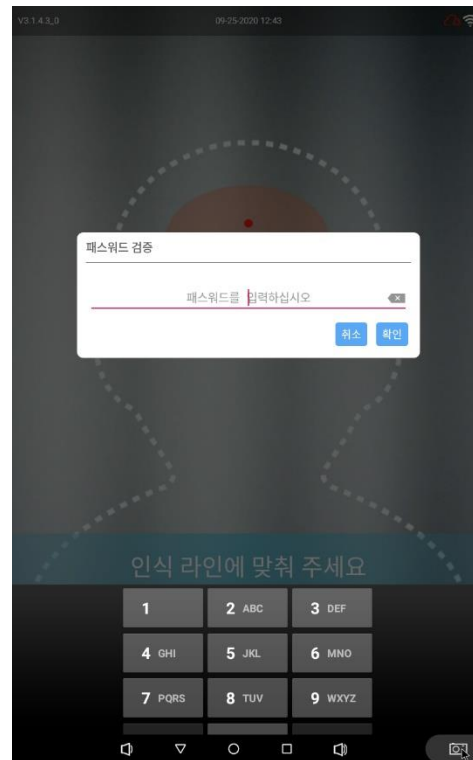 V3.1.4.3_0 09-25-2020 12:43
패스워드 검증
패스워드를 입력하십시오
취소 확인
인식 라인에 맞춰 주세요
1 2 ABC 3 DEF
4 GHI 5 JKL 6 MNO
7 PQRS 8 TUV 9 WXYZ